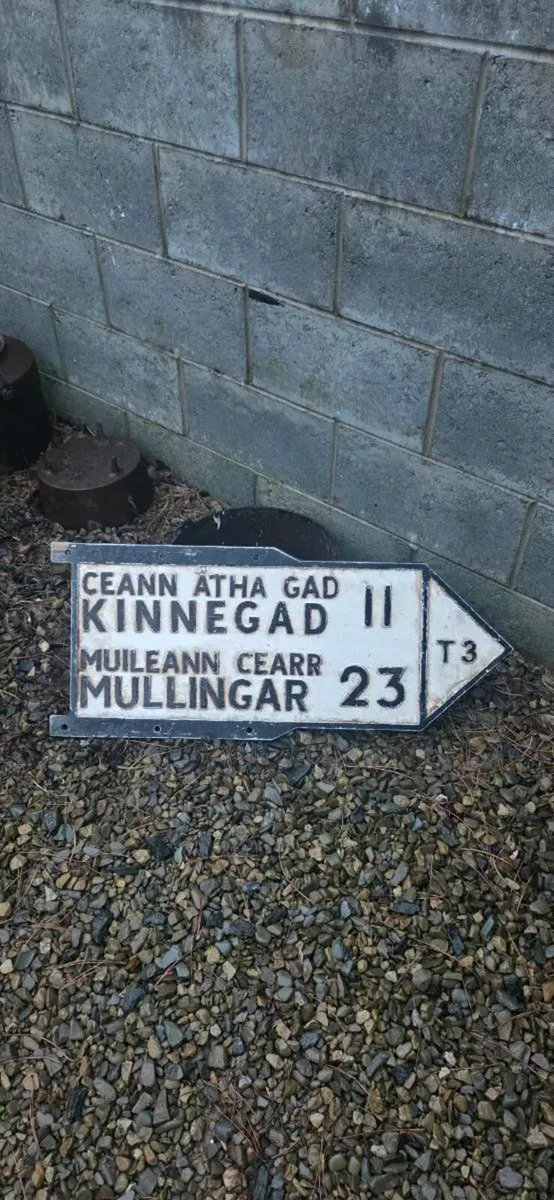 CEANN ÁTHA GAD
KINNEGAD 11
MUILEANN CEARR
MULLINGAR 23
T3